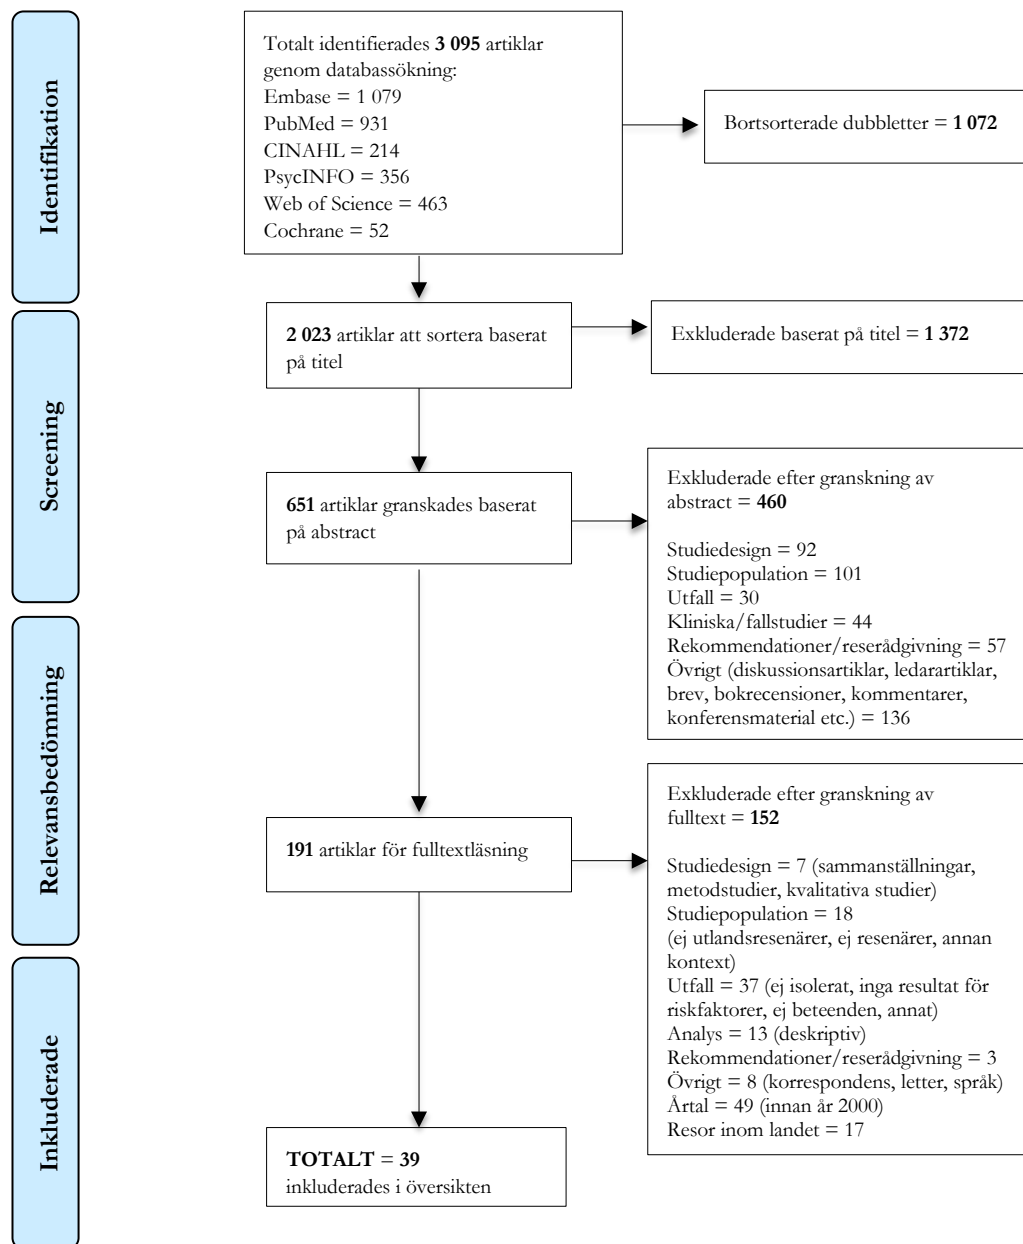 Identifikation
Totalt identifierades 3 095 artiklar
genom databassökning:
Embase = 1 079
PubMed = 931
CINAHL = 214
PsycINFO = 356
Web of Science = 463
Cochrane = 52
Bortsorterade dubbletter = 1 072
Screening
2 023 artiklar att sortera baserat
på titel
Exkluderade baserat på titel = 1 372
651 artiklar granskades baserat
på abstract
Exkluderade efter granskning av
abstract = 460
Studiedesign = 92
Studiepopulation = 101
Utfall = 30
Kliniska/fallstudier = 44
Rekommendationer/reserådgivning = 57
Övrigt (diskussionsartiklar, ledarartiklar,
brev, bokrecensioner, kommentarer,
konferensmaterial etc.) = 136
Relevansbedömning
191 artiklar för fulltextläsning
Exkluderade efter granskning av
fulltext = 152
Studiedesign = 7 (sammanställningar,
metodstudier, kvalitativa studier)
Studiepopulation = 18
(ej utlandsresenärer, ej resenärer, annan
kontext)
Utfall = 37 (ej isolerat, inga resultat för
riskfaktorer, ej beteenden, annat)
Analys = 13 (deskriptiv)
Rekommendationer/reserådgivning = 3
Övrigt = 8 (korrespondens, letter, språk)
Årtal = 49 (innan år 2000)
Resor inom landet = 17
Inkluderade
TOTALT = 39
inkluderades i översikten